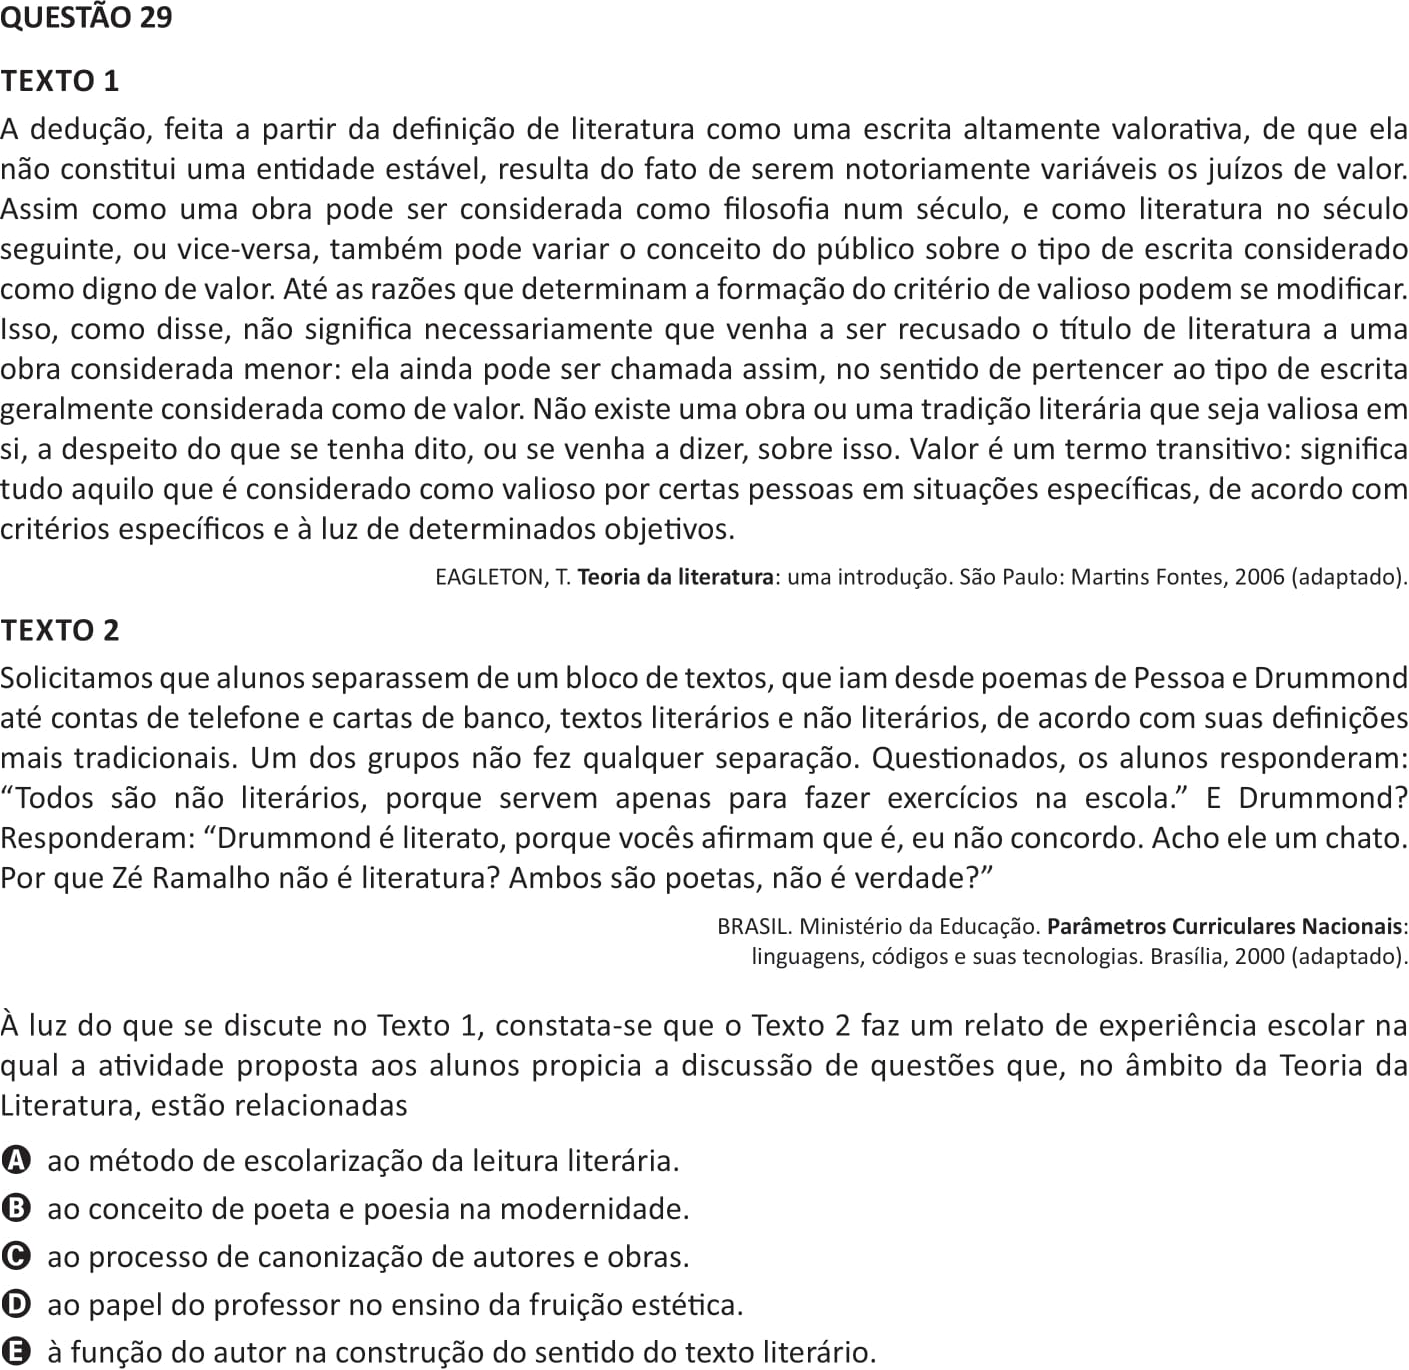 QUESTÃO 29
TEXTO 1
A dedução, feita a partir da definição de literatura como uma escrita altamente valorativa, de que ela
não constitui uma entidade estável, resulta do fato de serem notoriamente variáveis os juízos de valor.
Assim como uma obra pode ser considerada como filosofia num século, e como literatura no século
seguinte, ou vice-versa, também pode variar o conceito do público sobre o tipo de escrita considerado
como digno de valor. Até as razões que determinam a formação do critério de valioso podem se modificar.
Isso, como disse, não significa necessariamente que venha a ser recusado o título de literatura a uma
obra considerada menor: ela ainda pode ser chamada assim, no sentido de pertencer ao tipo de escrita
geralmente considerada como de valor. Não existe uma obra ou uma tradição literária que seja valiosa em
si, a despeito do que se tenha dito, ou se venha a dizer, sobre isso. Valor é um termo transitivo: significa
tudo aquilo que é considerado como valioso por certas pessoas em situações específicas, de acordo com
critérios específicos e à luz de determinados objetivos.
EAGLETON, T. Teoria da literatura: uma introdução. São Paulo: Martins Fontes, 2006 (adaptado).
TEXTO 2
Solicitamos que alunos separassem de um bloco de textos, que iam desde poemas de Pessoa e Drummond
até contas de telefone e cartas de banco, textos literários e não literários, de acordo com suas definições
mais tradicionais. Um dos grupos não fez qualquer separação. Questionados, os alunos responderam:
“Todos são não literários, porque servem apenas para fazer exercícios na escola.” E Drummond?
Responderam: “Drummond é literato, porque vocês afirmam que é, eu não concordo. Acho ele um chato.
Por que Zé Ramalho não é literatura? Ambos são poetas, não é verdade?”
BRASIL. Ministério da Educação. Parâmetros Curriculares Nacionais:
linguagens, códigos e suas tecnologias. Brasília, 2000 (adaptado).
À luz do que se discute no Texto 1, constata-se que o Texto 2 faz um relato de experiência escolar na
qual a atividade proposta aos alunos propicia a discussão de questões que, no âmbito da Teoria da
Literatura, estão relacionadas
A ao método de escolarização da leitura literária.
B ao conceito de poeta e poesia na modernidade.
C ao processo de canonização de autores e obras.
D ao papel do professor no ensino da fruição estética.
E à função do autor na construção do sentido do texto literário.